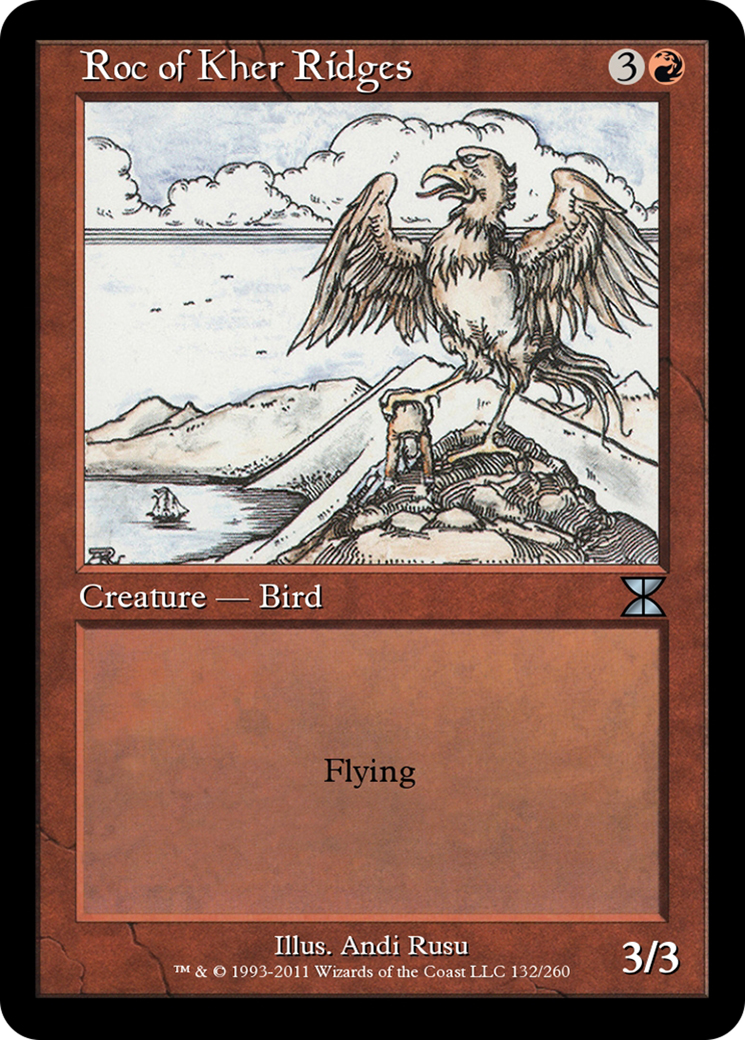 Roc of Kher Ridges 3
Creature — Bird
Flying
Illus. Andi Rusu
™ & © 1993-2011 Wizards of the Coast LLC 132/260
3/3